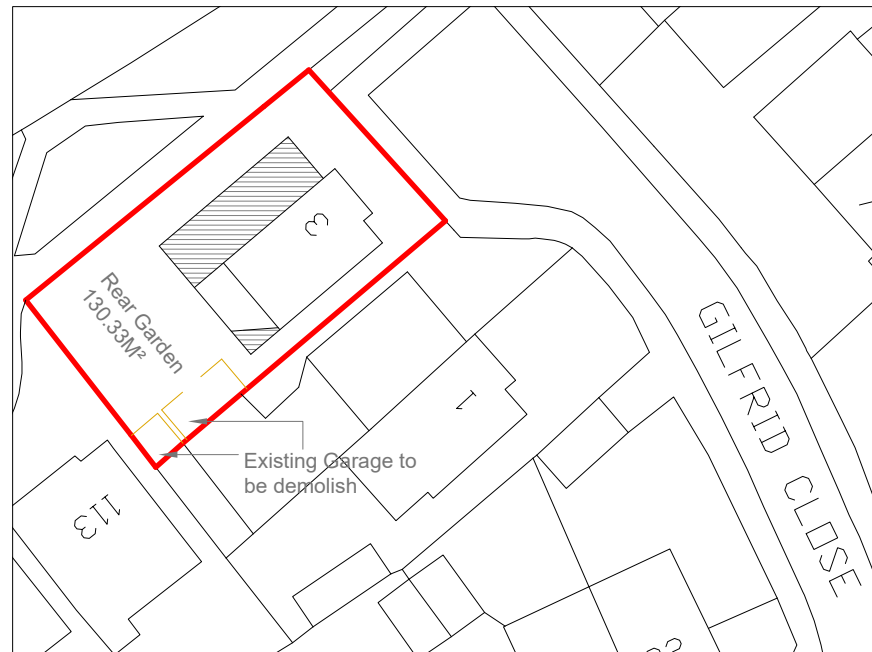 3
Rear Garden
130.33M²
1
GILFRID CLOSE
Existing Garage to
be demolish
113